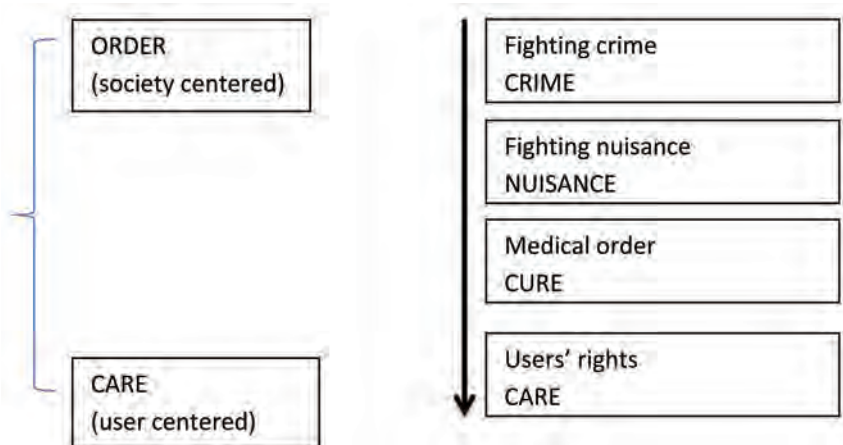 ORDER
(society centered)
CARE
(user centered)
Fighting crime
CRIME
Fighting nuisance
NUISANCE
Medical order
CURE
Users’ rights
CARE